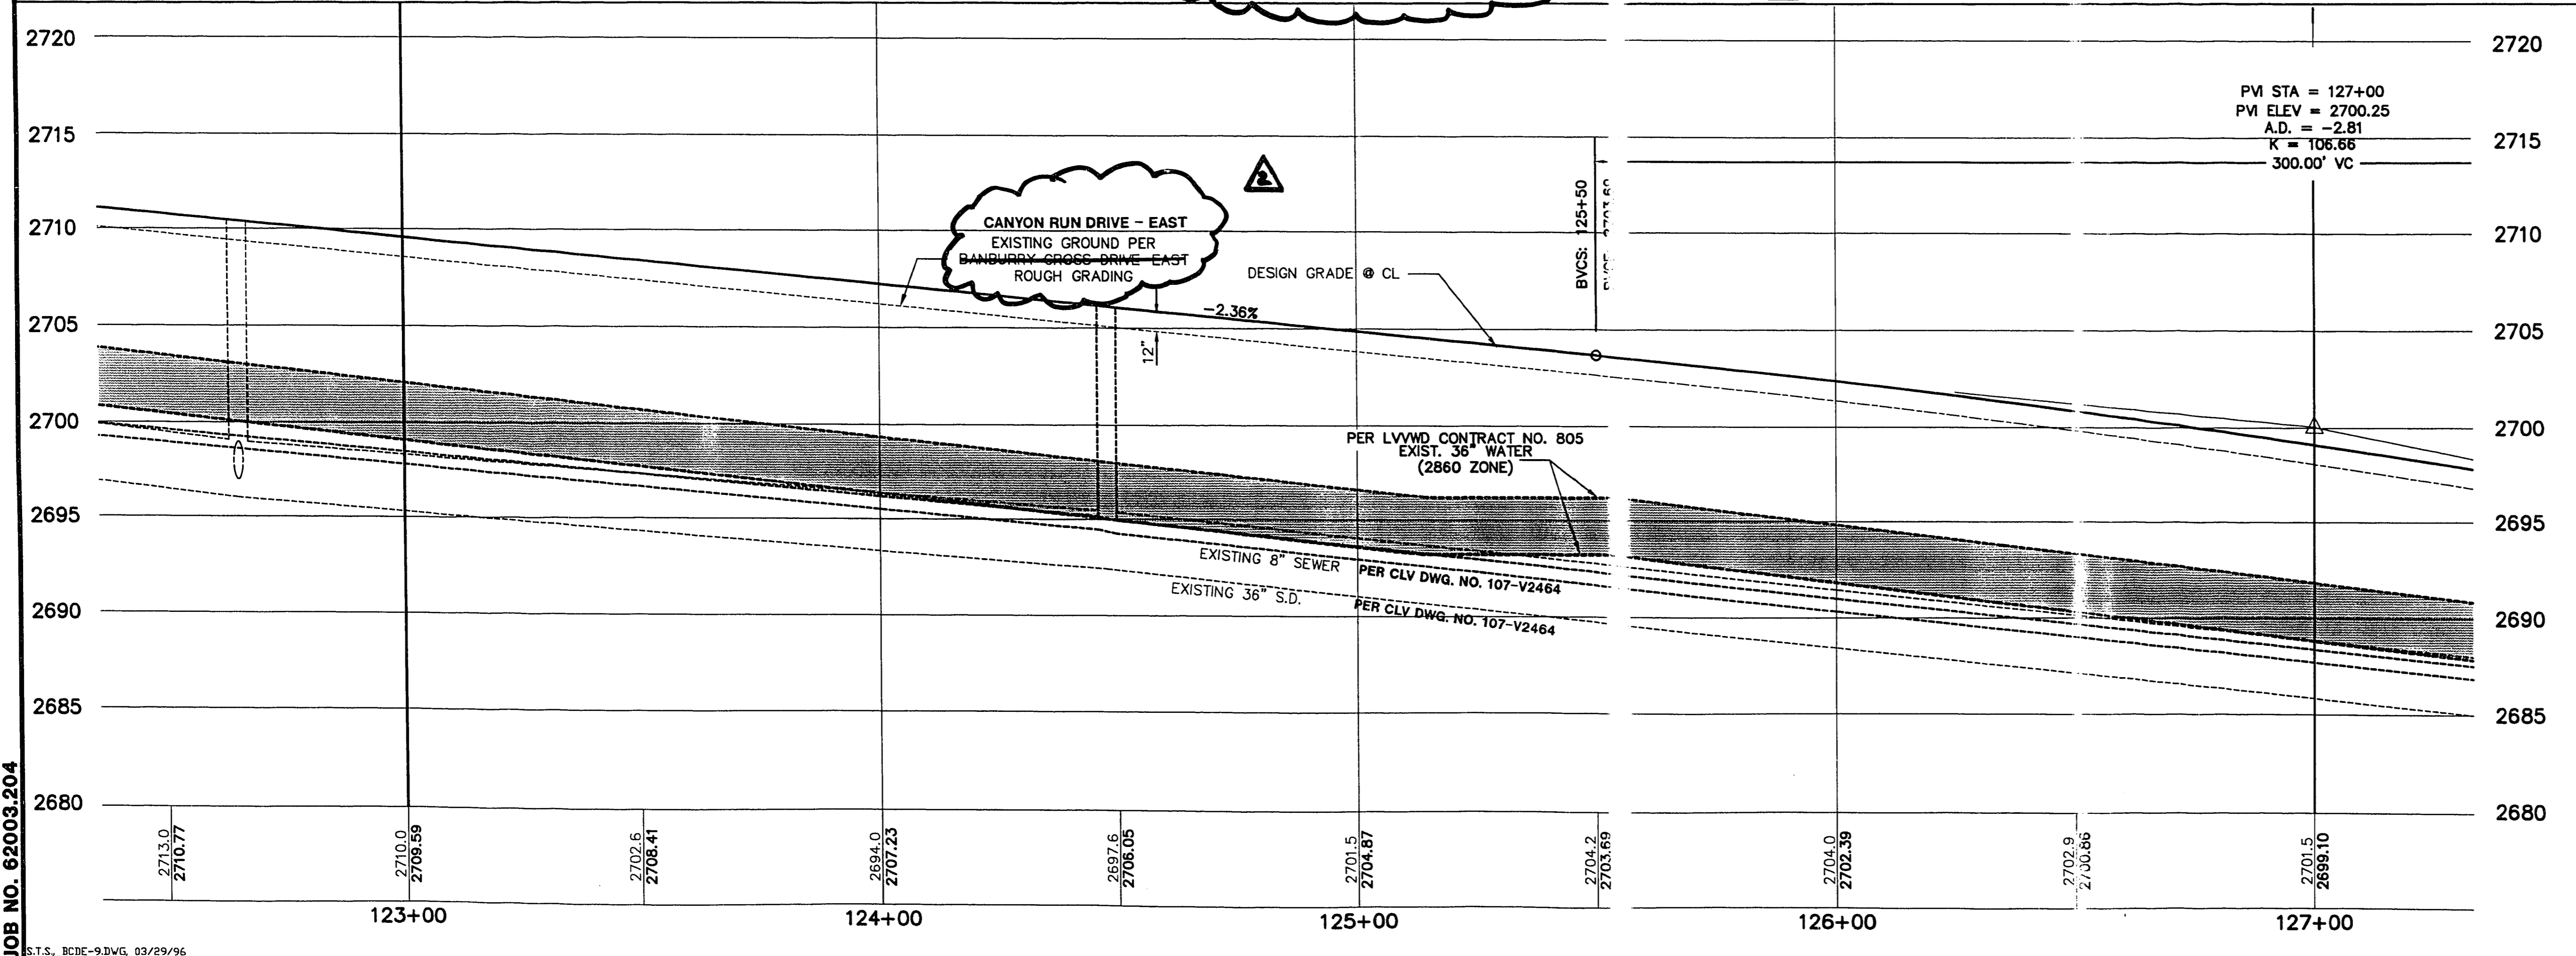 2720
2720
PVI STA = 127+00
PVI ELEV = 2700.25
A.D. = -2.81
K = 106.66
300.00' VC
2715
2715
2
BVCS: 125+50
CANYON RUN DRIVE - EAST
EXISTING GROUND PER
BANBURRY CROSS DRIVE EAST
ROUGH GRADING
2710
2710
DESIGN GRADE @ CL
-2.36%
12"
2705
2705
2700
2700
PER LVVWD CONTRACT NO. 805
EXIST. 36" WATER
(2860 ZONE)
2695
2695
EXISTING 8" SEWER PER CLV DWG. NO. 107-V2464
EXISTING 36" S.D. PER CLV DWG. NO. 107-V2464
2690
2690
2685
2685
2680
2680
2713.0
2710.77
2710.0
2709.59
2702.6
2708.41
2694.0
2707.23
2697.6
2706.05
2701.5
2704.87
2704.2
2703.69
2704.0
2702.39
2702.9
2700.86
2701.5
2699.10
123+00
124+00
125+00
126+00
127+00
JOB NO. 62003.204
S.T.S., BCDE-9.DWG, 03/29/96